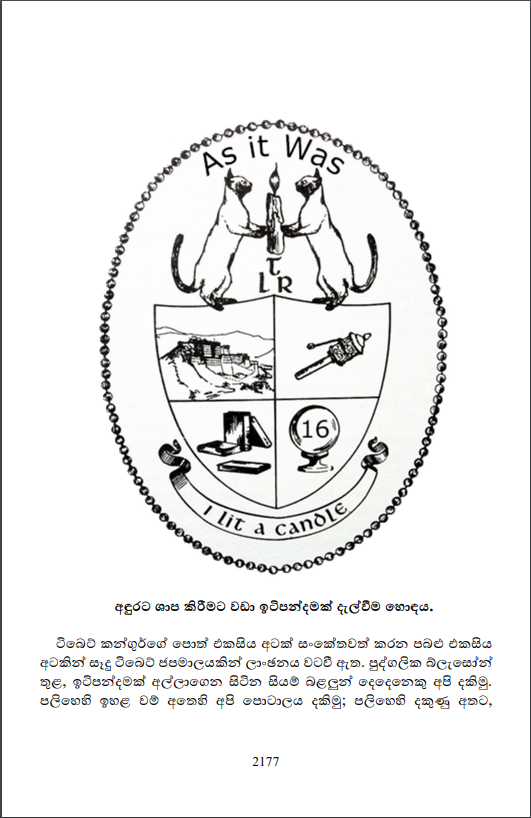 As it Was
T
L R
16
I lit a candle
අඳුරට ශාප කිරීමට වඩා ඉටිපන්දමක් දැල්වීම හොඳය.
ටිබෙට් කන්ගුර්ගේ පොත් එකසිය අටක් සංකේතවත් කරන පබළු එකසිය
අටකින් සෑදූ ටිබෙට් ජපමාලයකින් ලාංඡනය වටවී ඇත. පුද්ගලික බ්ලැසෝන්
තුළ, ඉටිපන්දමක් අල්ලාගෙන සිටින සියම් බළලුන් දෙදෙනෙකු අපි දකිමු.
පලිහෙහි ඉහළ වම් අතෙහි අපි පොටාලය දකිමු; පලිහෙහි දකුණු අතට,
2177